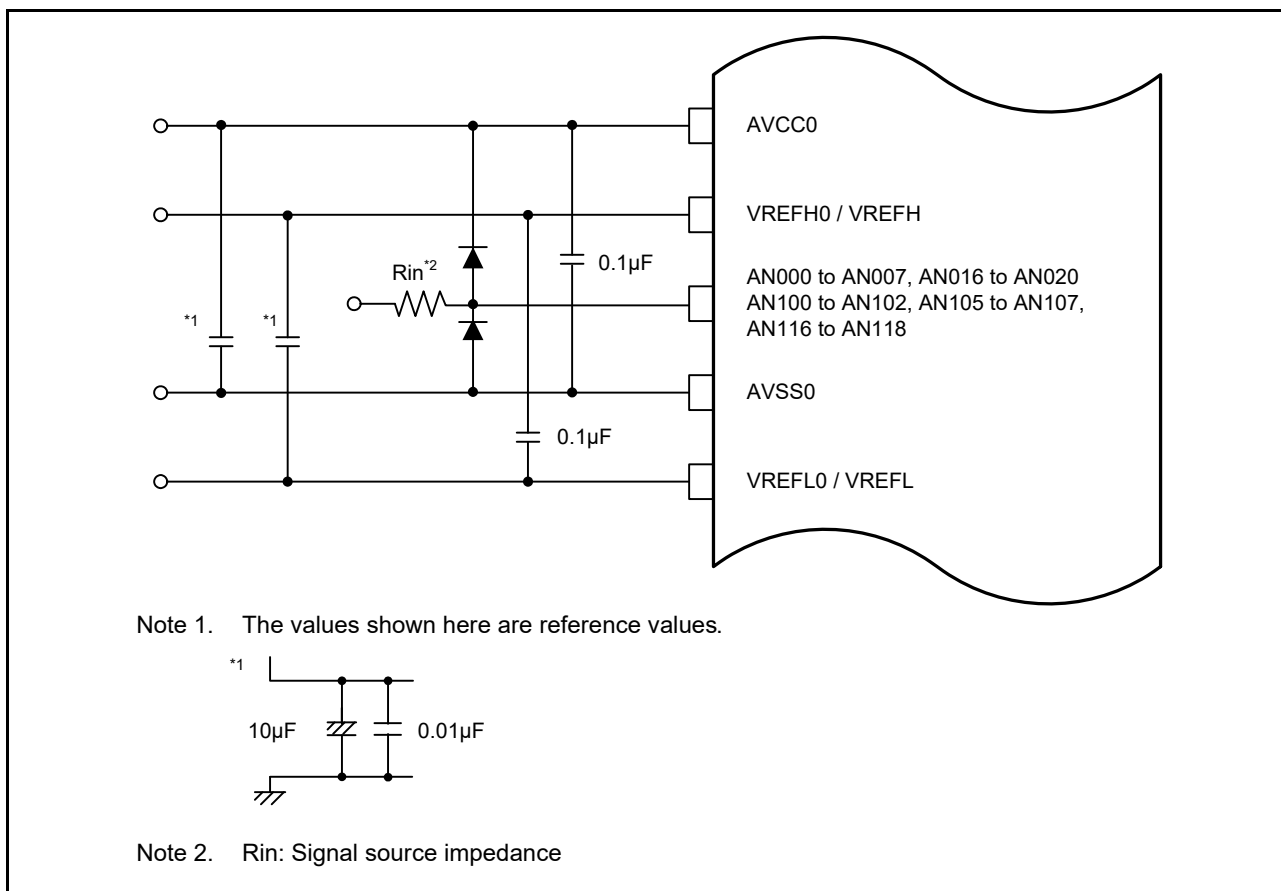 AVCC0
VREFH0 / VREFH
0.1µF
Rin*2
AN000 to AN007, AN016 to AN020
AN100 to AN102, AN105 to AN107,
AN116 to AN118
*1
*1
AVSS0
0.1µF
VREFL0 / VREFL
Note 1. The values shown here are reference values.
*1
10µF
0.01µF
Note 2. Rin: Signal source impedance